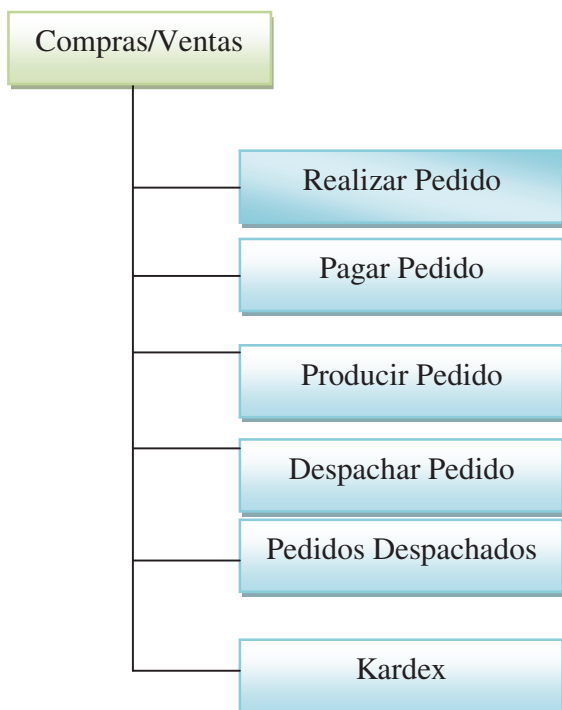 Compras/Ventas
Realizar Pedido
Pagar Pedido
Producir Pedido
Despachar Pedido
Pedidos Despachados
Kardex